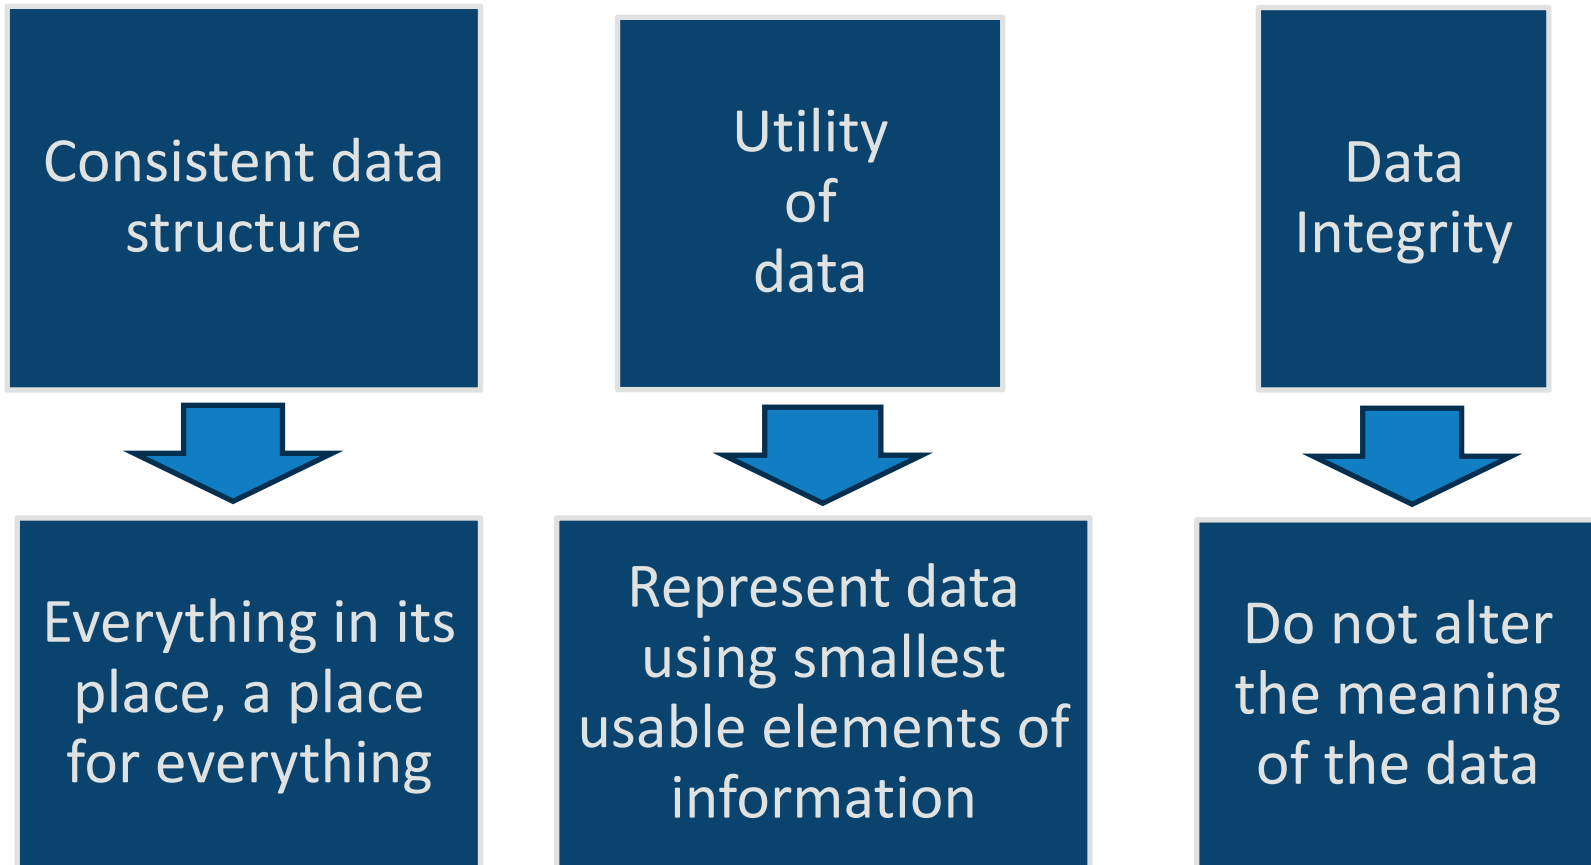 Consistent data
structure
Utility
of
data
Data
Integrity
Everything in its
place, a place
for everything
Represent data
using smallest
usable elements of
information
Do not alter
the meaning
of the data